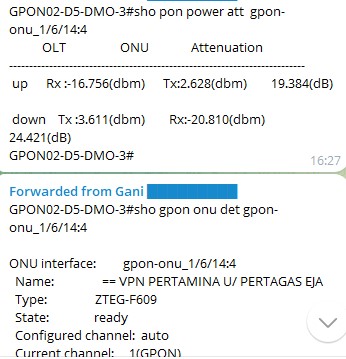 GPON02-D5-DMO-3#sho pon power att gpon-
onu_1/6/14:4
OLT ONU Attenuation
--------------------------------------------------------------------------
up Rx :-16.756(dbm) Tx:2.628(dbm) 19.384(dB)
down Tx :3.611(dbm) Rx:-20.810(dbm)
24.421(dB)
GPON02-D5-DMO-3#
16:27
Forwarded from Gani
GPON02-D5-DMO-3#sho gpon onu det gpon-
onu_1/6/14:4
ONU interface: gpon-onu_1/6/14:4
Name: == VPN PERTAMINA U/ PERTAGAS EJA
Type: ZTEG-F609
State: ready
Configured channel: auto
Current channel: 1(GPON)